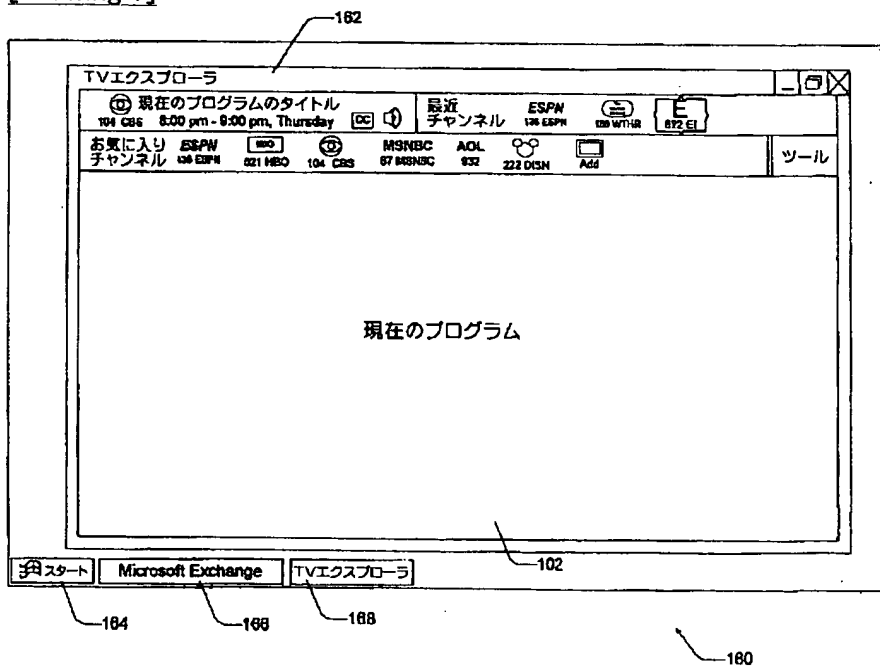 162
TVエクスプローラ
現在のプログラムのタイトル
104 CBS 8:00 pm - 9:00 pm, Thursday CC
最近
チャンネル
ESPN
136 ESPN
WTHR
E
672 E!
お気に入り
チャンネル
ESPN
136 ESPN
HBO
021 HBO
104 CBS
MSNBC
67 MSNBC
AOL
932
222 DISN
Add
ツール
現在のプログラム
102
スタート
Microsoft Exchange
TVエクスプローラ
164
166
168
160